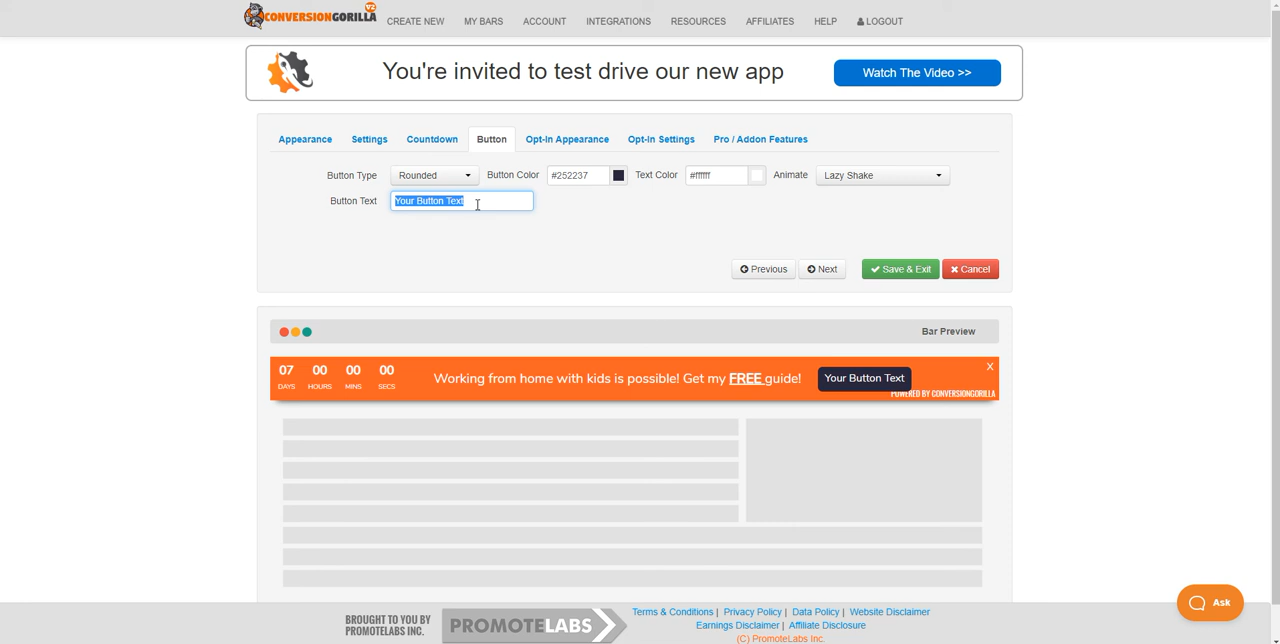 CONVERSIONGORILLA V2 CREATE NEW MY BARS ACCOUNT INTEGRATIONS RESOURCES AFFILIATES HELP LOGOUT
You're invited to test drive our new app Watch The Video >>
Appearance Settings Countdown Button Opt-In Appearance Opt-In Settings Pro / Addon Features
Button Type Rounded Button Color #252237 Text Color #ffffff Animate Lazy Shake
Button Text Your Button Text
Previous Next Save & Exit Cancel
Bar Preview
07 00 00 00
DAYS HOURS MINS SECS
Working from home with kids is possible! Get my FREE guide! Your Button Text X
POWERED BY CONVERSIONGORILLA
Ask
BROUGHT TO YOU BY
PROMOTELABS INC.
PROMOTELABS
Terms & Conditions | Privacy Policy | Data Policy | Website Disclaimer
Earnings Disclaimer | Affiliate Disclosure
(C) PromoteLabs Inc.